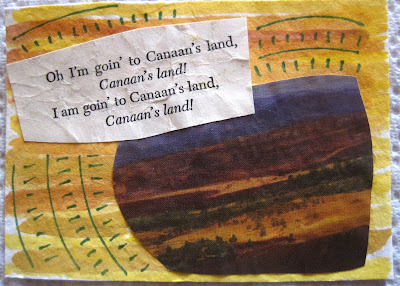 Oh I'm goin' to Canaan's land,
Canaan's land!
I am goin' to Canaan's land,
Canaan's land!